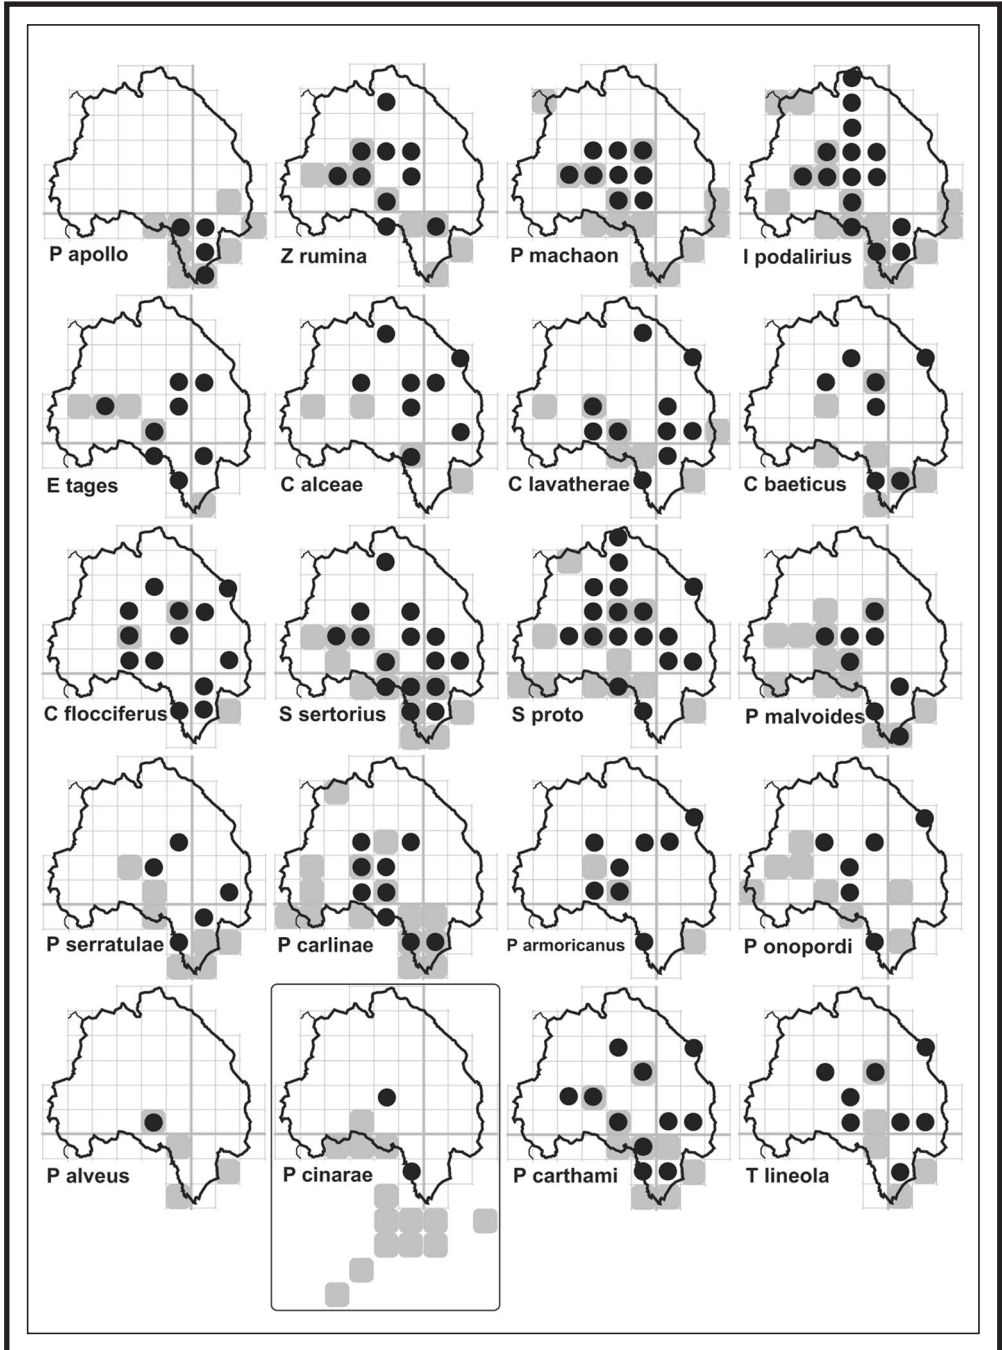 P apollo
Z rumina
P machaon
I podalirius
E tages
C alceae
C lavatherae
C baeticus
C flocciferus
S sertorius
S proto
P malvoides
P serratulae
P carlinae
P armoricanus
P onopordi
P alveus
P cinarae
P carthami
T lineola